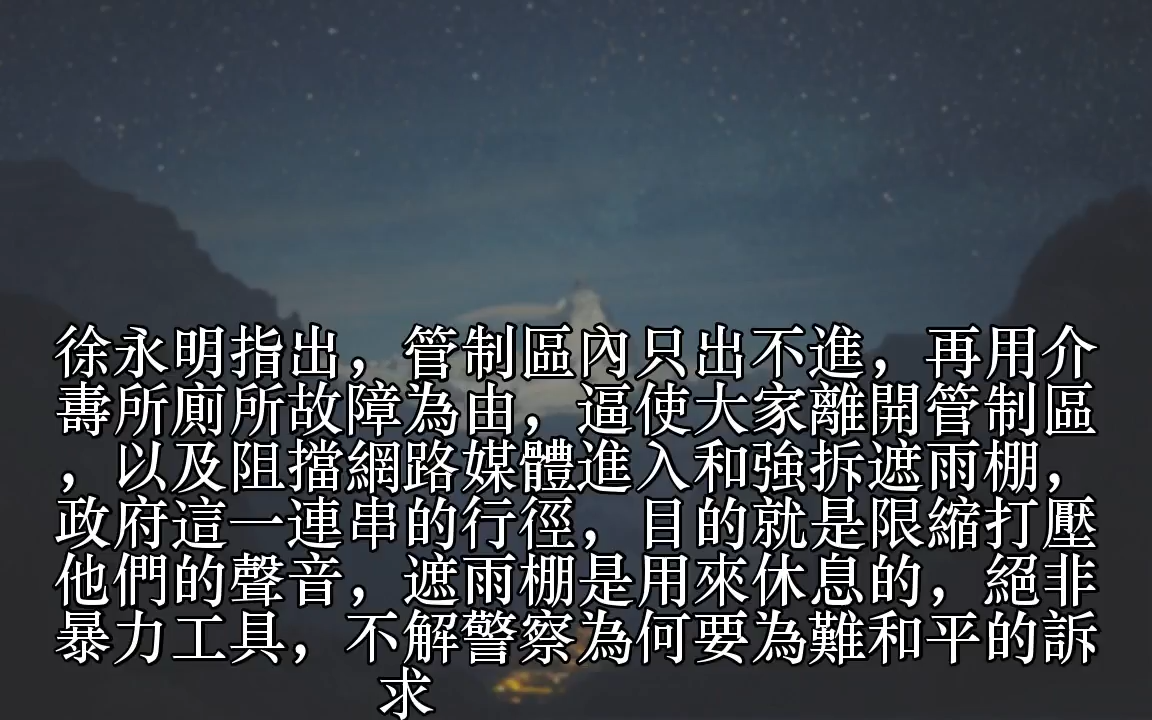 徐永明指出，管制區內只出不進，再用介
壽所廁所故障為由，逼使大家離開管制區
，以及阻擋網路媒體進入和強拆遮雨棚，
政府這一連串的行徑，目的就是限縮打壓
他們的聲音，遮雨棚是用來休息的，絕非
暴力工具，不解警察為何要為難和平的訴
求